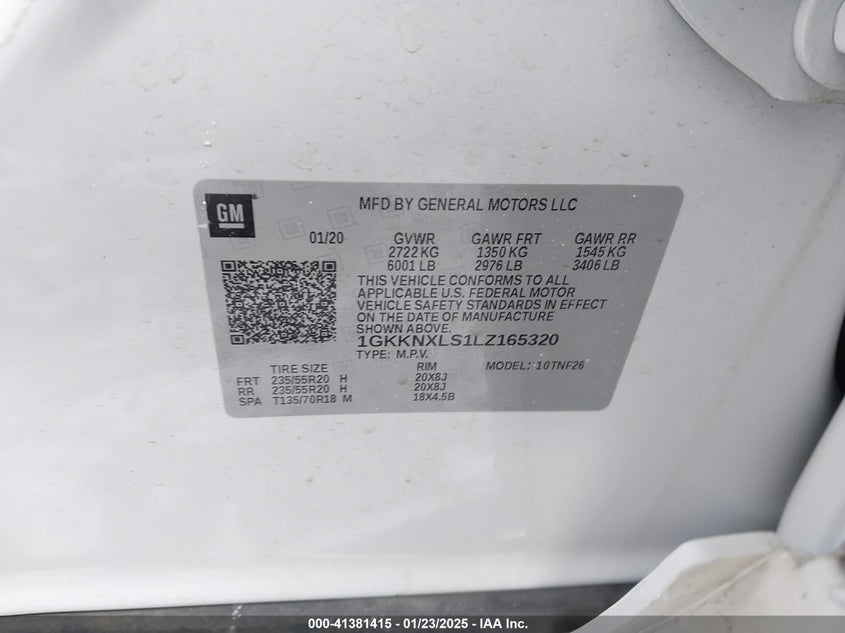 GM
MFD BY GENERAL MOTORS LLC
01/20 GVWR GAWR FRT GAWR RR
2722 KG 1350 KG 1545 KG
6001 LB 2976 LB 3406 LB
THIS VEHICLE CONFORMS TO ALL
APPLICABLE U.S. FEDERAL MOTOR
VEHICLE SAFETY STANDARDS IN EFFECT
ON THE DATE OF MANUFACTURE
SHOWN ABOVE.
1GKKNXLS1LZ165320
TYPE: M.P.V. MODEL: 10TNF26
TIRE SIZE RIM
FRT 235/55R20 H 20X8J
RR 235/55R20 H 20X8J
SPA T135/70R18 M 18X4.5B
000-41381415 - 01/23/2025 - IAA Inc.